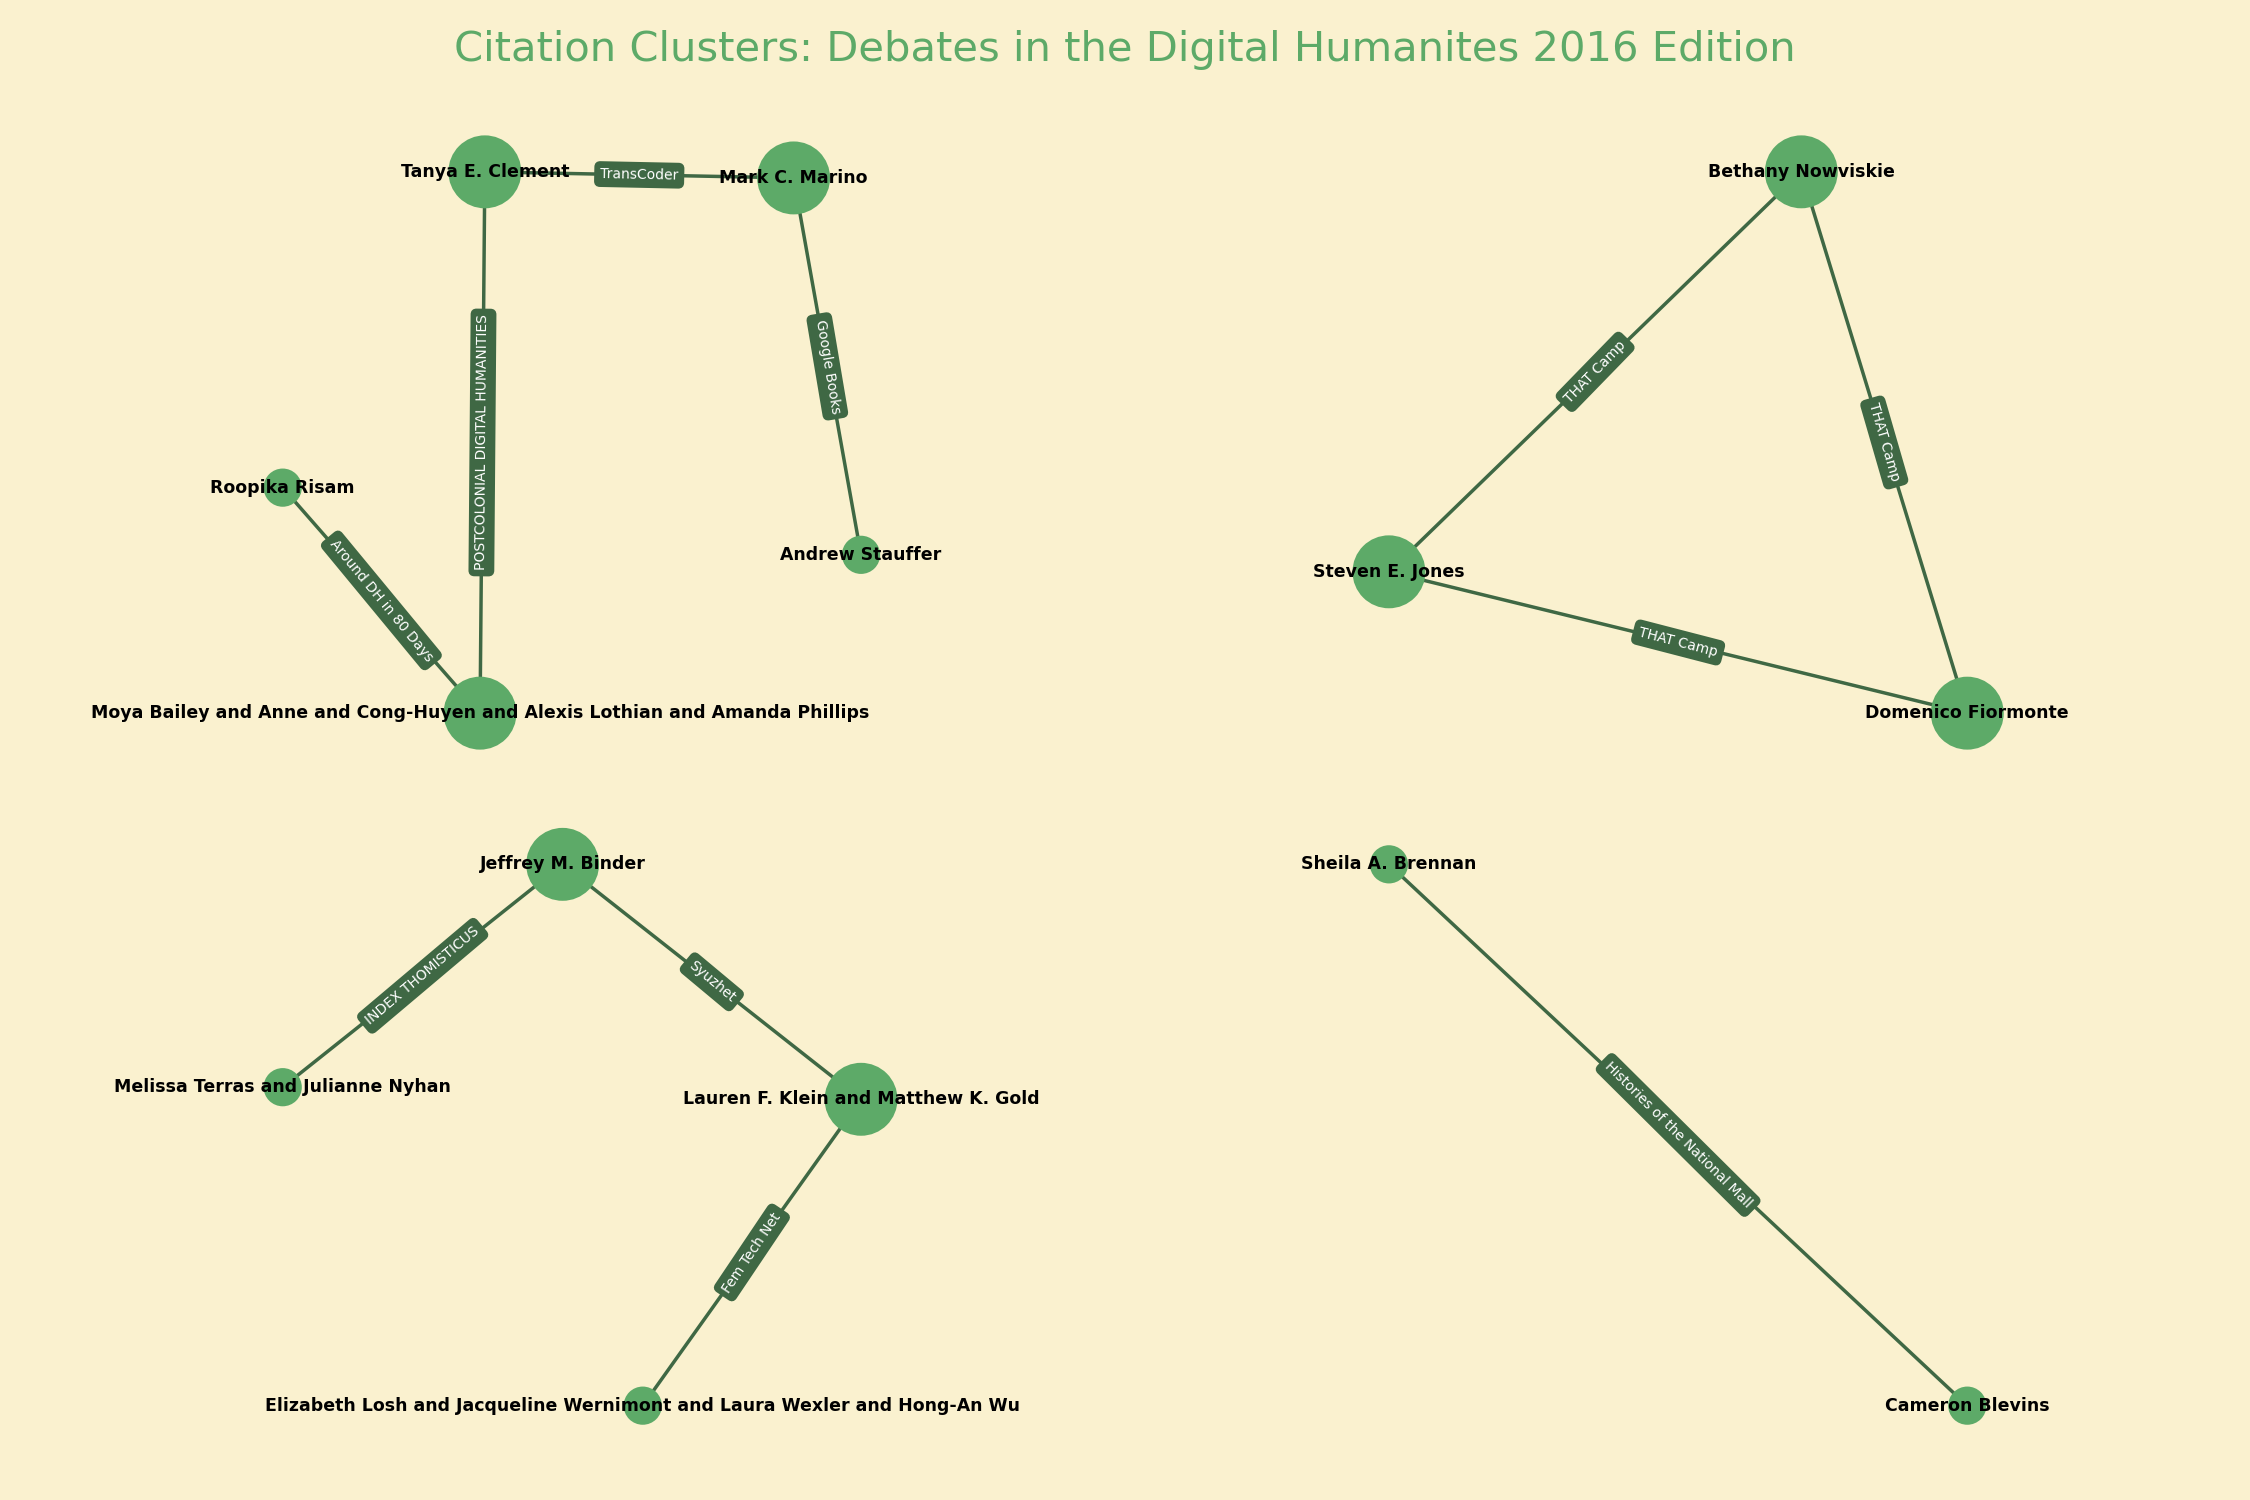 Citation Clusters: Debates in the Digital Humanites 2016 Edition
Tanya E. Clement
TransCoder
Mark C. Marino
POSTCOLONIAL DIGITAL HUMANITIES
Google Books
Roopika Risam
Around DH in 80 Days
Andrew Stauffer
Moya Bailey and Anne and Cong-Huyen and Alexis Lothian and Amanda Phillips
Bethany Nowviskie
THAT Camp
THAT Camp
Steven E. Jones
THAT Camp
Domenico Fiormonte
Jeffrey M. Binder
INDEX THOMISTICUS
Syuzhet
Melissa Terras and Julianne Nyhan
Lauren F. Klein and Matthew K. Gold
Fem Tech Net
Elizabeth Losh and Jacqueline Wernimont and Laura Wexler and Hong-An Wu
Sheila A. Brennan
Histories of the National Mall
Cameron Blevins